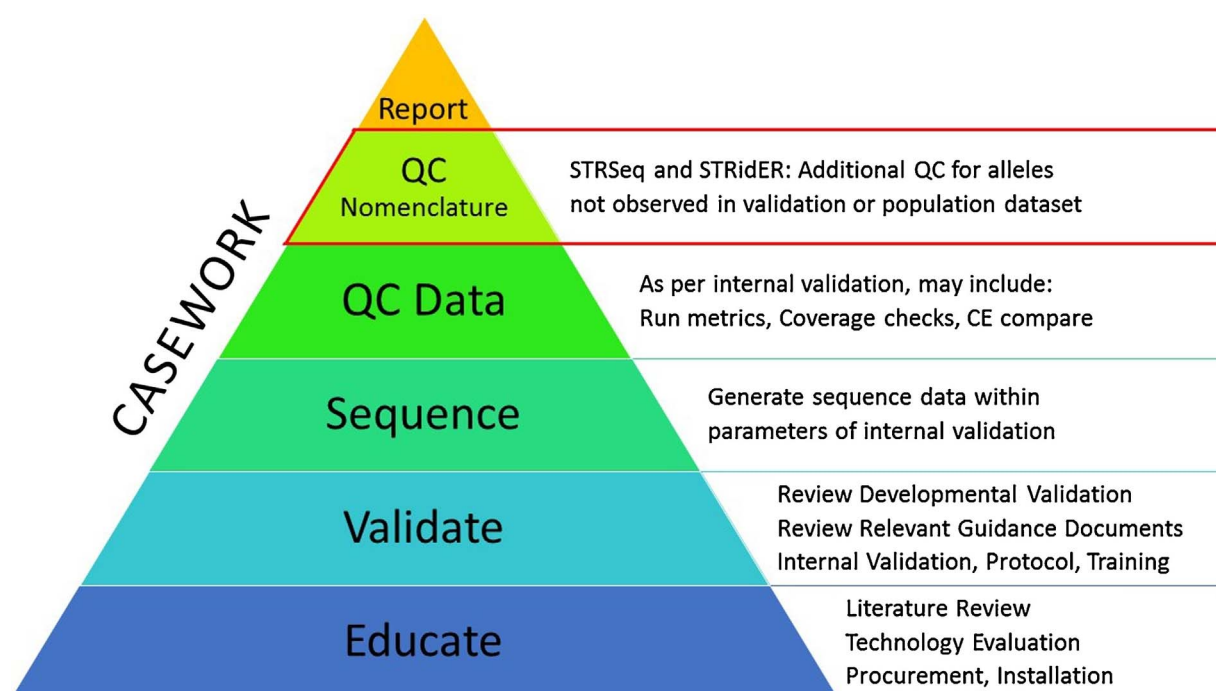 CASEWORK
Report
QC
Nomenclature
STRSeq and STRidER: Additional QC for alleles
not observed in validation or population dataset
QC Data
As per internal validation, may include:
Run metrics, Coverage checks, CE compare
Sequence
Generate sequence data within
parameters of internal validation
Validate
Review Developmental Validation
Review Relevant Guidance Documents
Internal Validation, Protocol, Training
Educate
Literature Review
Technology Evaluation
Procurement, Installation